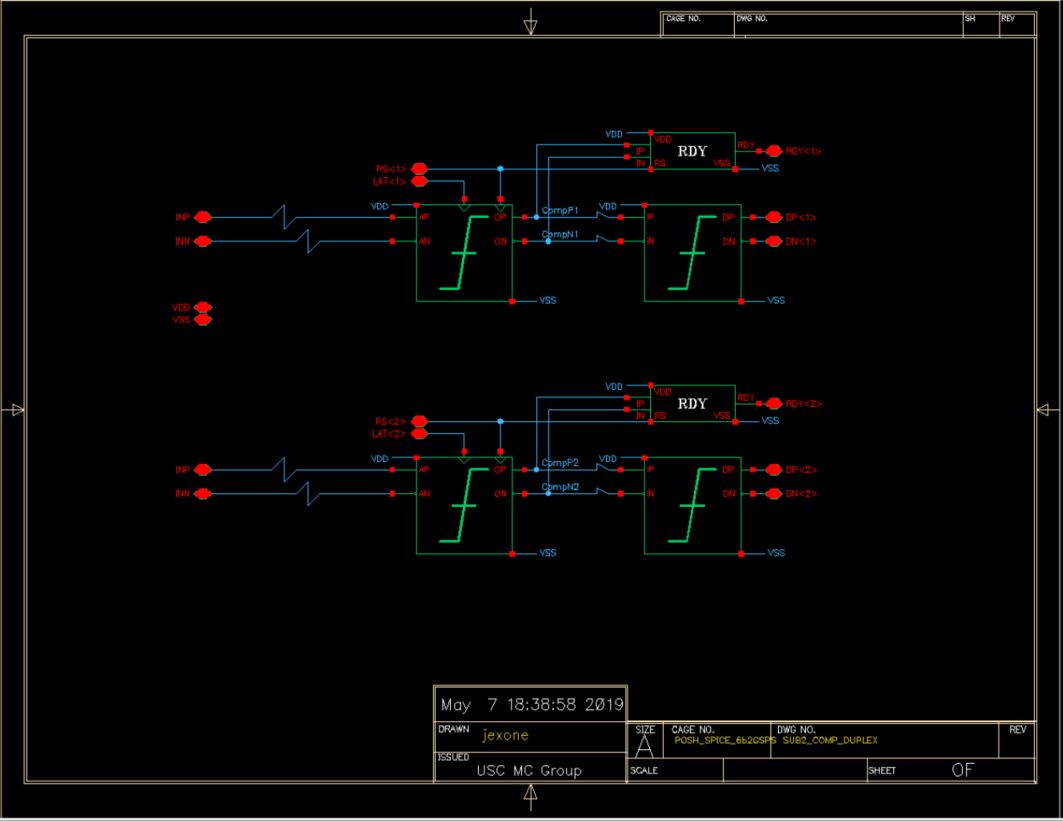 CAGE NO. DWG NO. SH REV
VDD
VDD
RDY
RDY RDY<1>
IP
IN RS VSS VSS
RS<1>
LAT<1>
VDD CompP1 VDD
INP AP OP IP DP DP<1>
CompN1
INN AN ON IN DN DN<1>
VSS VSS
VDD
VSS
VDD
VDD
RDY
RDY RDY<2>
IP
IN RS VSS VSS
RS<2>
LAT<2>
VDD CompP2 VDD
INP AP OP IP DP DP<2>
CompN2
INN AN ON IN DN DN<2>
VSS VSS
May 7 18:38:58 2019
DRAWN jexone
ISSUED
USC MC Group
SIZE CAGE NO. DWG NO. REV
A POSH_SPICE_6b2GSPS SUB2_COMP_DUPLEX
SCALE SHEET OF